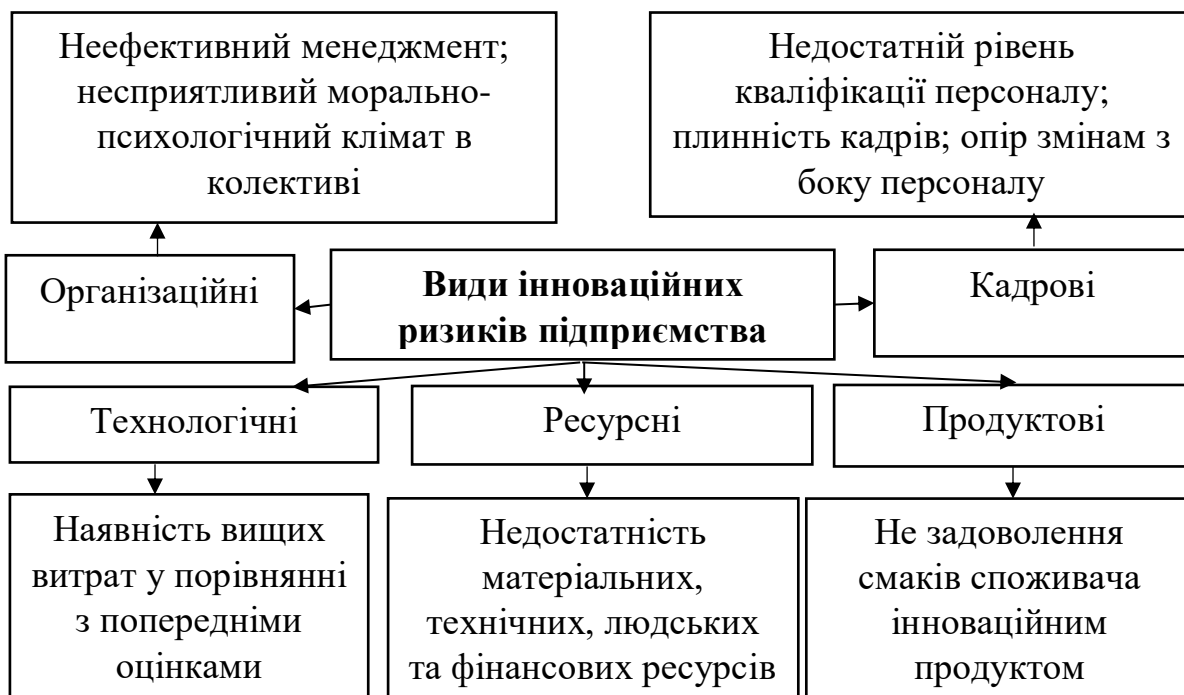 Неефективний менеджмент;
несприятливий морально-
психологічний клімат в
колективі
Недостатній рівень
кваліфікації персоналу;
плинність кадрів; опір змінам з
боку персоналу
Організаційні
Види інноваційних
ризиків підприємства
Кадрові
Технологічні
Ресурсні
Продуктові
Наявність вищих
витрат у порівнянні
з попередніми
оцінками
Недостатність
матеріальних,
технічних, людських
та фінансових ресурсів
Не задоволення
смаків споживача
інноваційним
продуктом